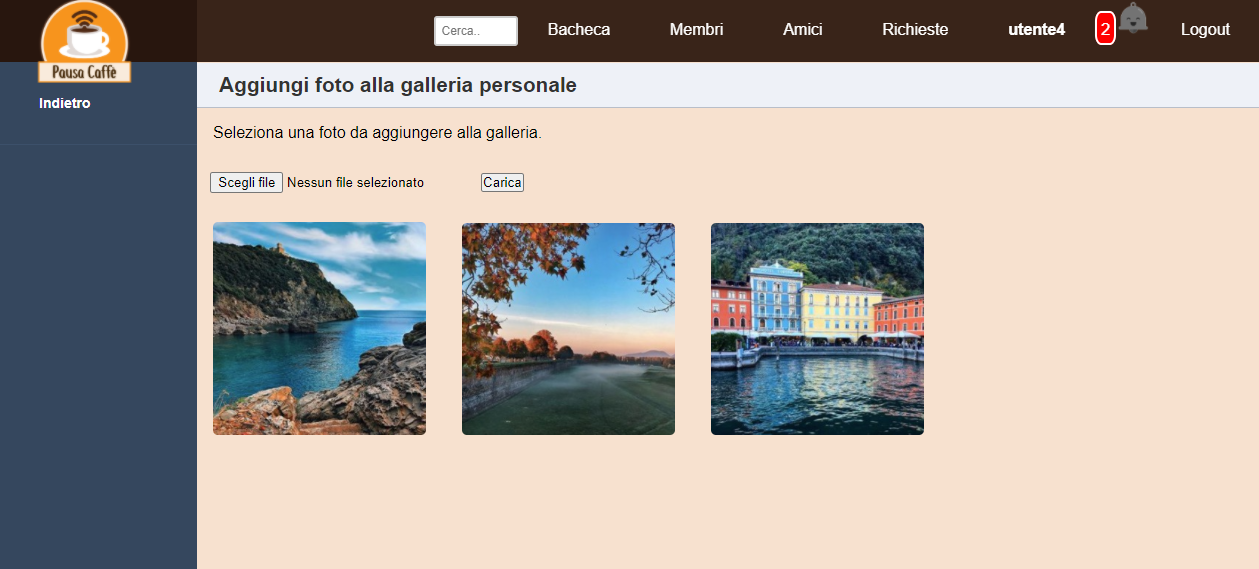 Pausa Caffè
Cerca.. Bacheca Membri Amici Richieste utente4 2 Logout
Indietro
Aggiungi foto alla galleria personale
Seleziona una foto da aggiungere alla galleria.
Scegli file Nessun file selezionato Carica